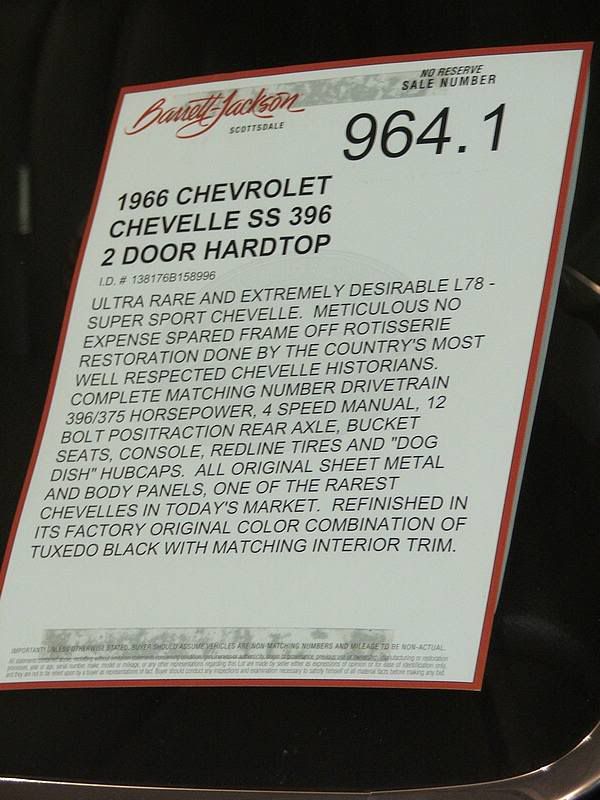 Barrett-Jackson
SCOTTSDALE
NO RESERVE
SALE NUMBER
964.1
1966 CHEVROLET
CHEVELLE SS 396
2 DOOR HARDTOP
I.D. # 138176B158996
ULTRA RARE AND EXTREMELY DESIRABLE L78 -
SUPER SPORT CHEVELLE. METICULOUS NO
EXPENSE SPARED FRAME OFF ROTISSERIE
RESTORATION DONE BY THE COUNTRY'S MOST
WELL RESPECTED CHEVELLE HISTORIANS.
COMPLETE MATCHING NUMBER DRIVETRAIN
396/375 HORSEPOWER, 4 SPEED MANUAL, 12
BOLT POSITRACTION REAR AXLE, BUCKET
SEATS, CONSOLE, REDLINE TIRES AND "DOG
DISH" HUBCAPS. ALL ORIGINAL SHEET METAL
AND BODY PANELS, ONE OF THE RAREST
CHEVELLES IN TODAY'S MARKET. REFINISHED IN
ITS FACTORY ORIGINAL COLOR COMBINATION OF
TUXEDO BLACK WITH MATCHING INTERIOR TRIM.
IMPORTANT! UNLESS OTHERWISE STATED, BUYER SHOULD ASSUME VEHICLES ARE NON-MATCHING NUMBERS AND MILEAGE TO BE NON-ACTUAL.